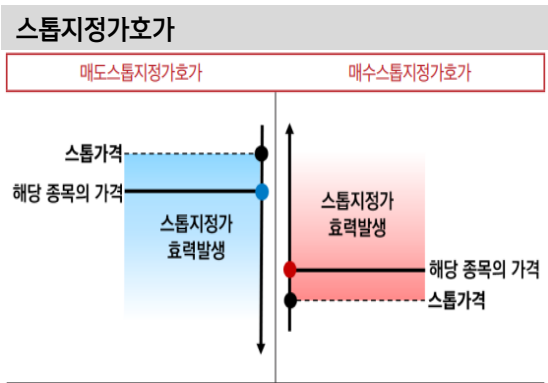 스톱지정가호가
매도스톱지정가호가
매수스톱지정가호가
스톱가격
해당 종목의 가격
스톱지정가
효력발생
스톱지정가
효력발생
해당 종목의 가격
스톱가격